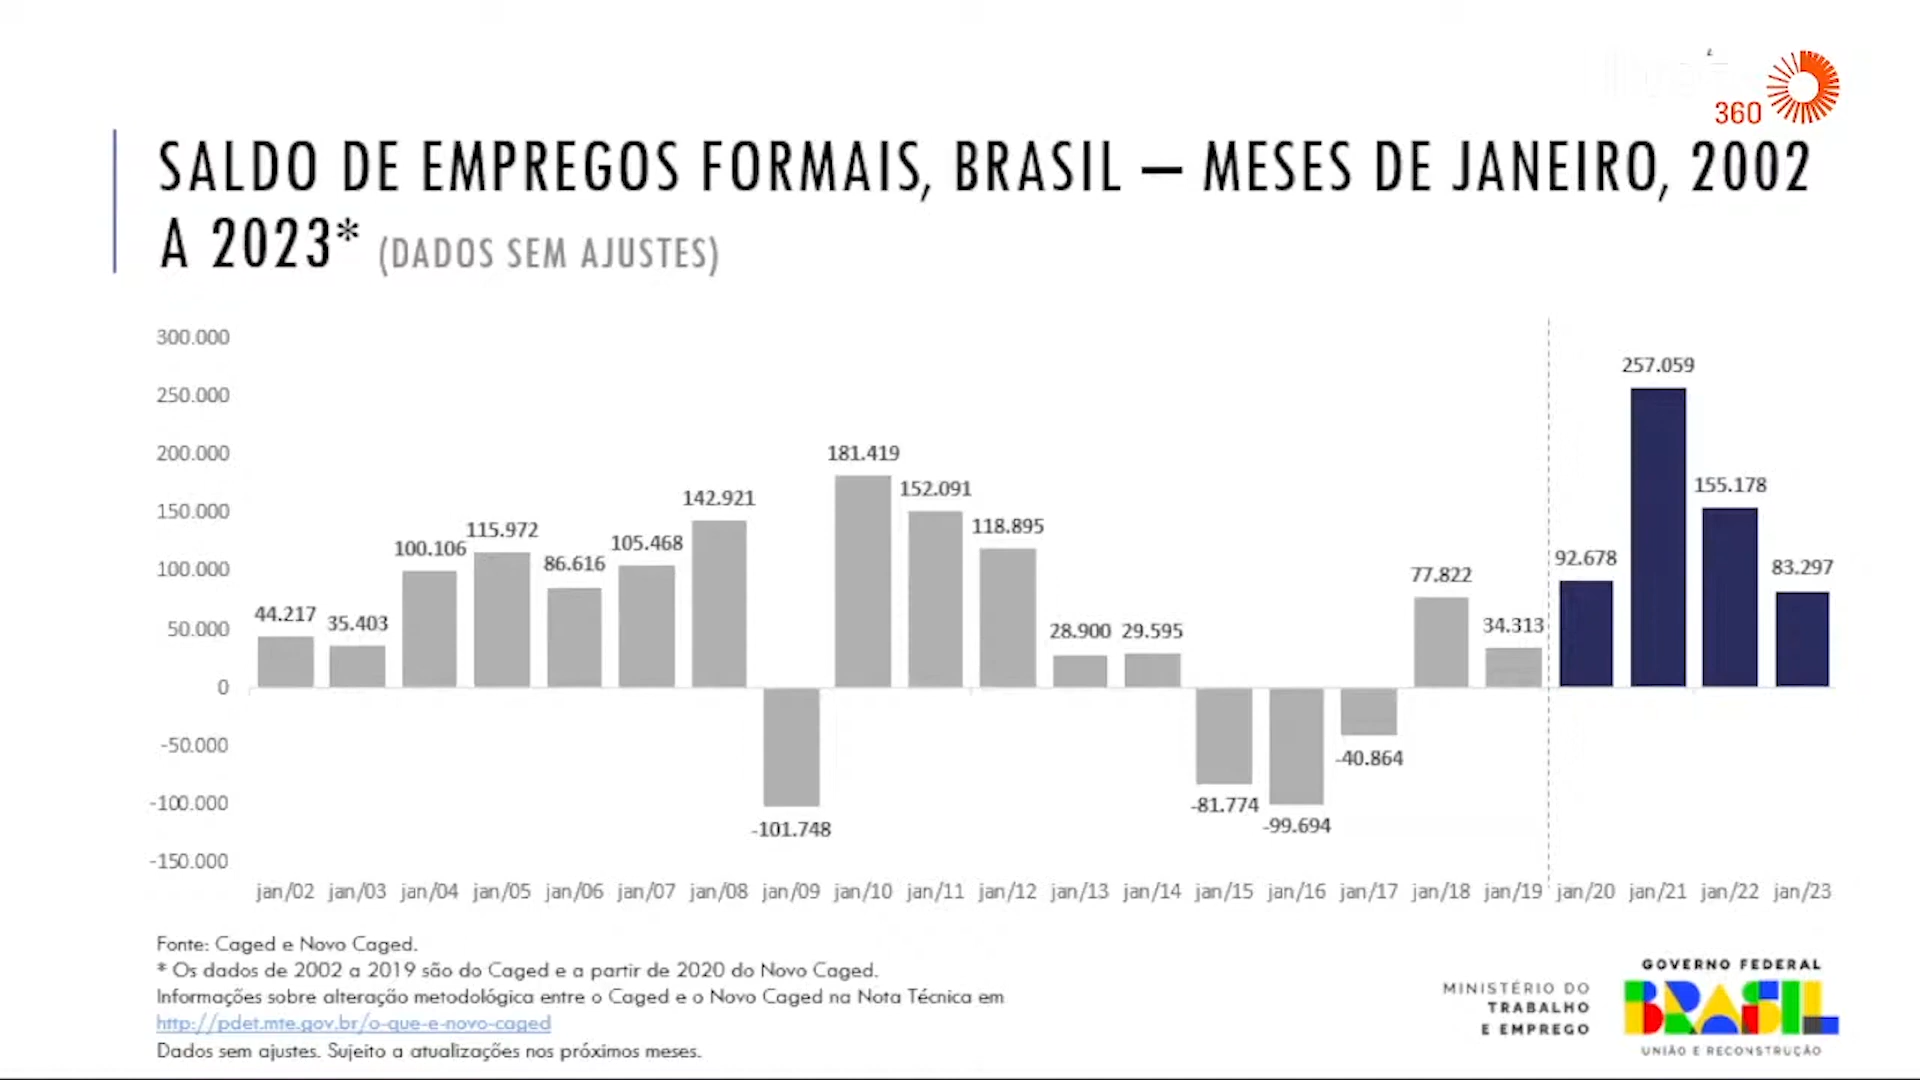 360
SALDO DE EMPREGOS FORMAIS, BRASIL – MESES DE JANEIRO, 2002
A 2023* (DADOS SEM AJUSTES)
300.000
250.000
200.000
150.000
100.000
50.000
0
-50.000
-100.000
-150.000
44.217
35.403
100.106
115.972
86.616
105.468
142.921
-101.748
181.419
152.091
118.895
28.900
29.595
-81.774
-99.694
-40.864
77.822
34.313
92.678
257.059
155.178
83.297
jan/02 jan/03 jan/04 jan/05 jan/06 jan/07 jan/08 jan/09 jan/10 jan/11 jan/12 jan/13 jan/14 jan/15 jan/16 jan/17 jan/18 jan/19 jan/20 jan/21 jan/22 jan/23
Fonte: Caged e Novo Caged.
* Os dados de 2002 a 2019 são do Caged e a partir de 2020 do Novo Caged.
Informações sobre alteração metodológica entre o Caged e o Novo Caged na Nota Técnica em
http://pdet.mte.gov.br/o-que-e-novo-caged
Dados sem ajustes. Sujeito a atualizações nos próximos meses.
MINISTÉRIO DO
TRABALHO
E EMPREGO
GOVERNO FEDERAL
BRASIL
UNIÃO E RECONSTRUÇÃO